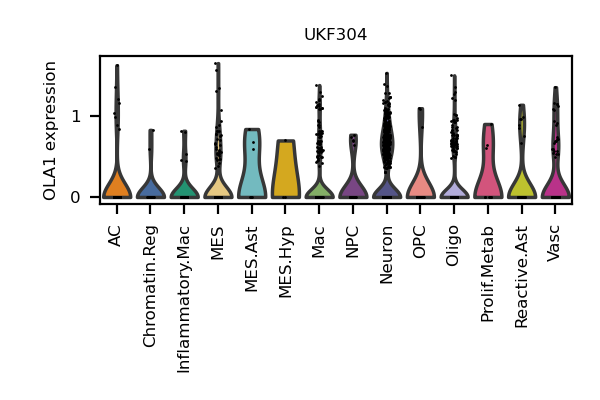 UKF304
OLA1 expression
1
0
AC
Chromatin.Reg
Inflammatory.Mac
MES
MES.Ast
MES.Hyp
Mac
NPC
Neuron
OPC
Oligo
Prolif.Metab
Reactive.Ast
Vasc